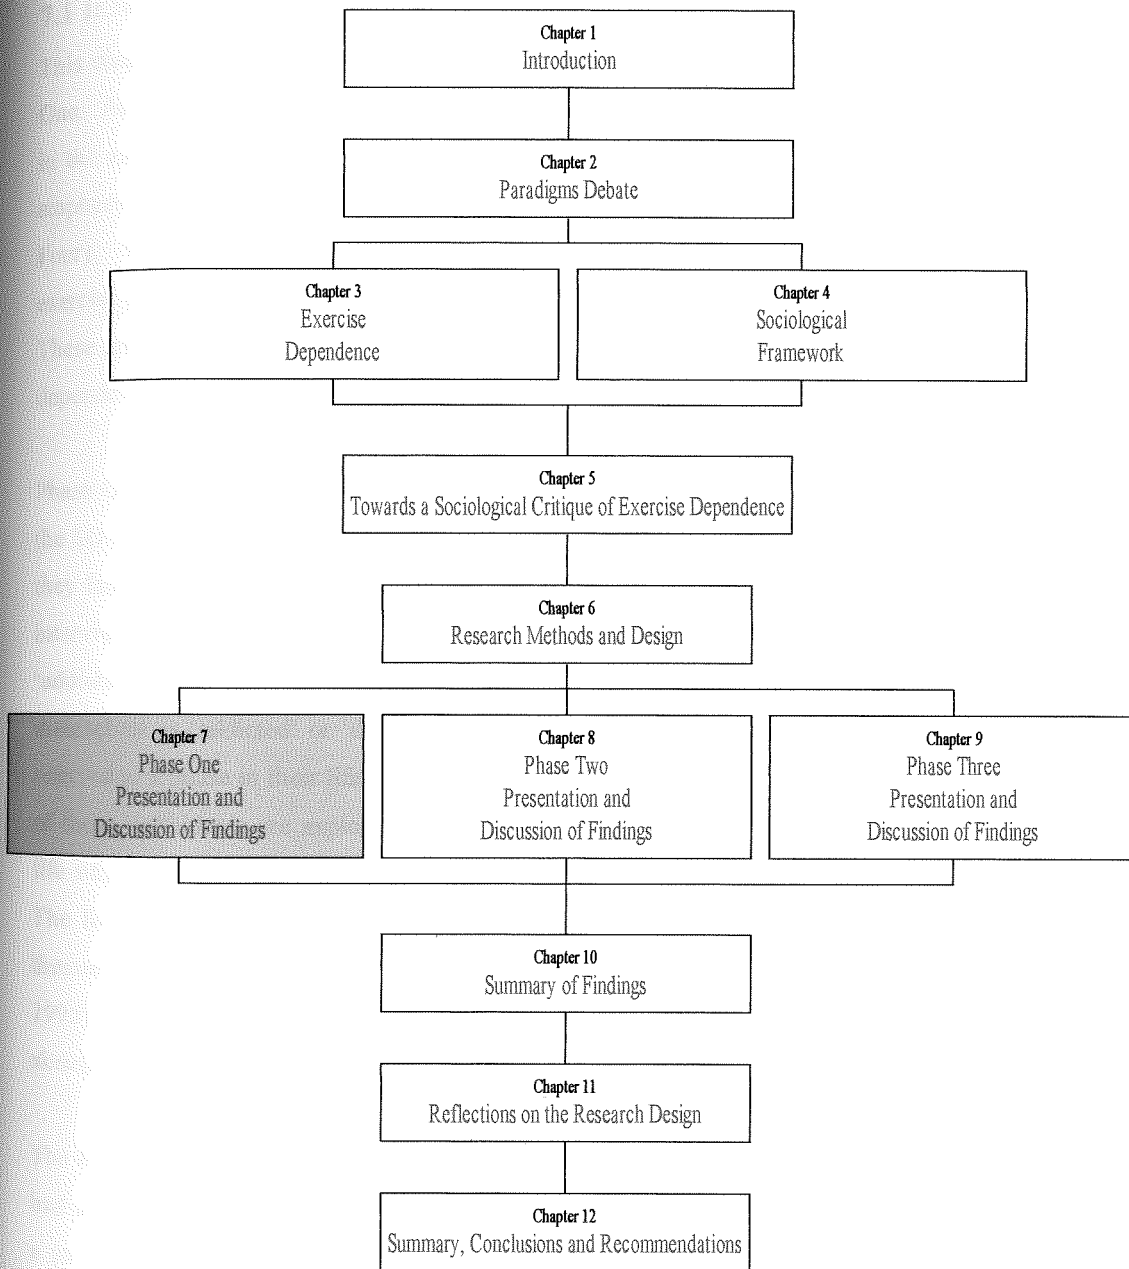 Chapter 1
Introduction
Chapter 2
Paradigms Debate
Chapter 3
Exercise
Dependence
Chapter 4
Sociological
Framework
Chapter 5
Towards a Sociological Critique of Exercise Dependence
Chapter 6
Research Methods and Design
Chapter 7
Phase One
Presentation and
Discussion of Findings
Chapter 8
Phase Two
Presentation and
Discussion of Findings
Chapter 9
Phase Three
Presentation and
Discussion of Findings
Chapter 10
Summary of Findings
Chapter 11
Reflections on the Research Design
Chapter 12
Summary, Conclusions and Recommendations